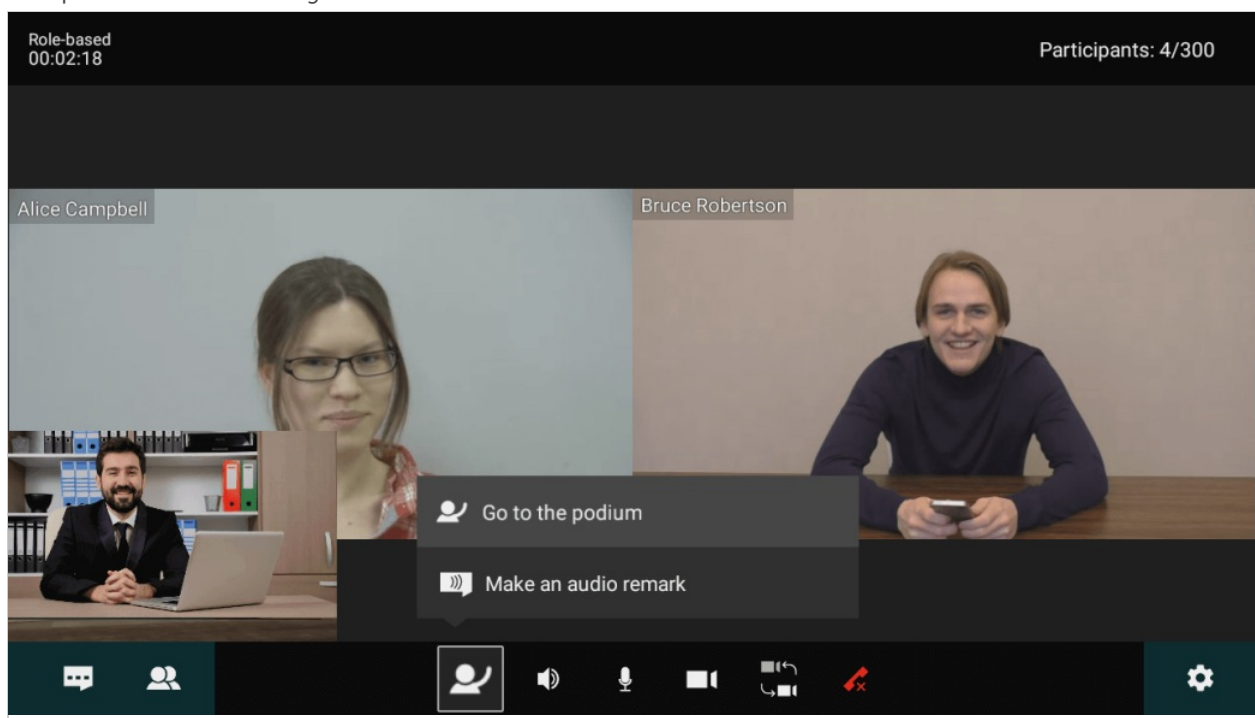 Role-based
00:02:18
Participants: 4/300
Alice Campbell
Bruce Robertson
Go to the podium
Make an audio remark